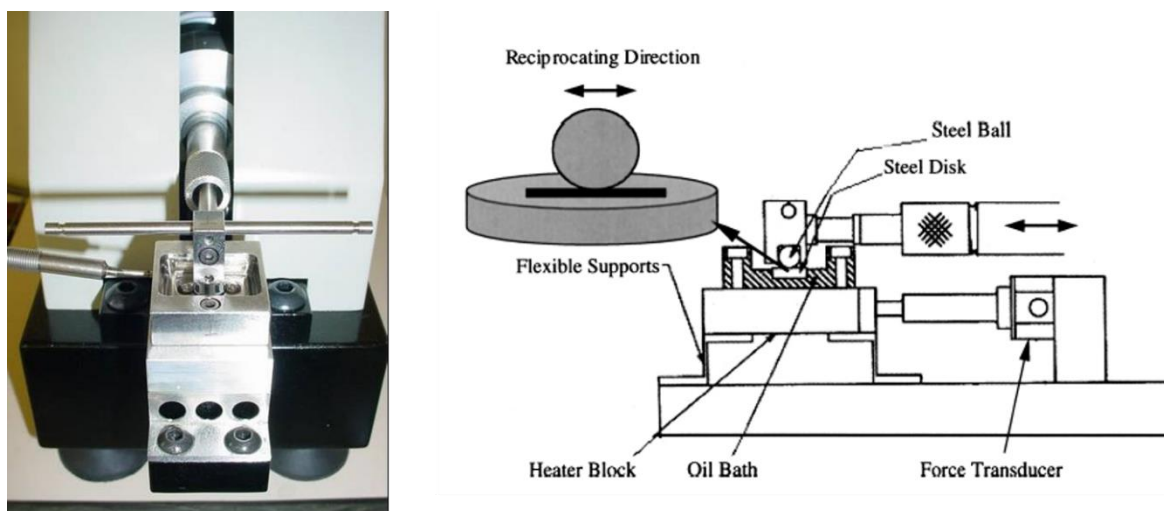 Reciprocating Direction
Steel Ball
Steel Disk
Flexible Supports
Heater Block
Oil Bath
Force Transducer